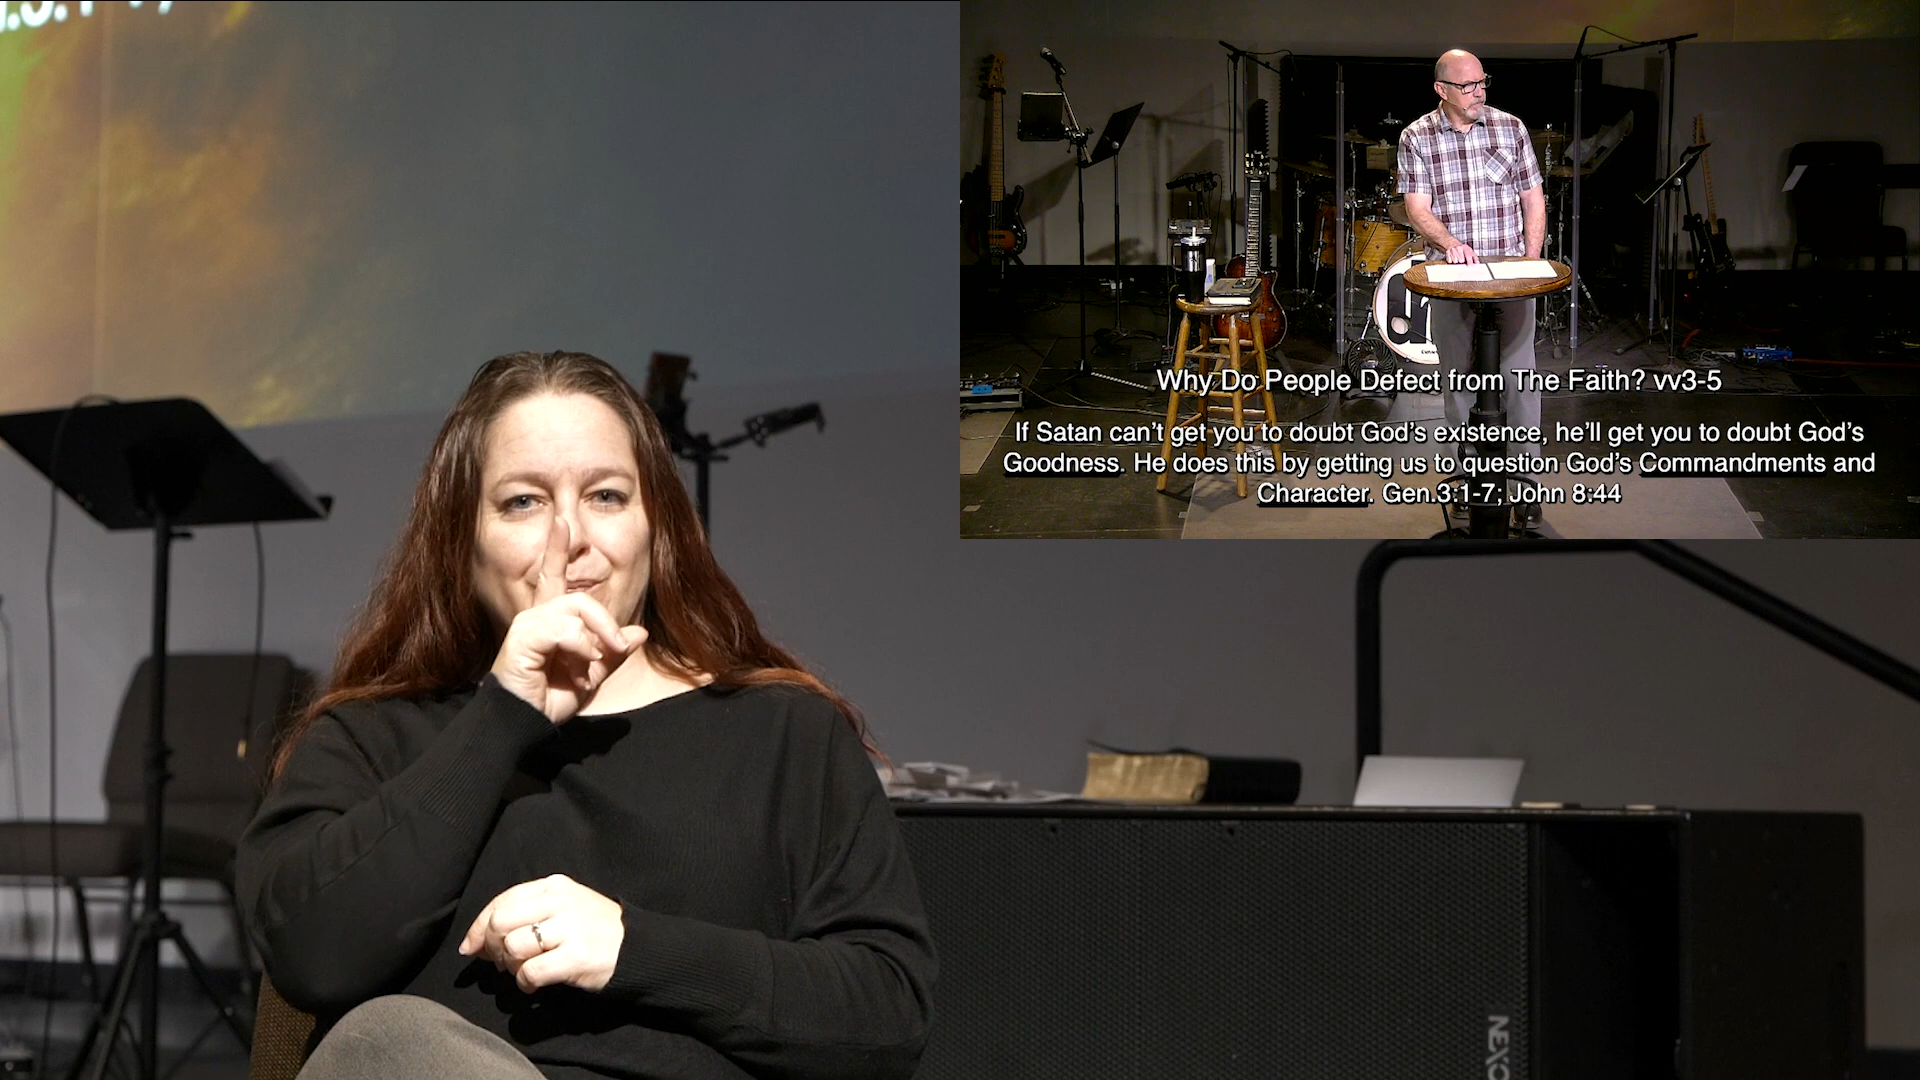 Why Do People Defect from The Faith? vv3-5
If Satan can't get you to doubt God's existence, he'll get you to doubt God's
Goodness. He does this by getting us to question God's Commandments and
Character. Gen.3:1-7; John 8:44
NEXO